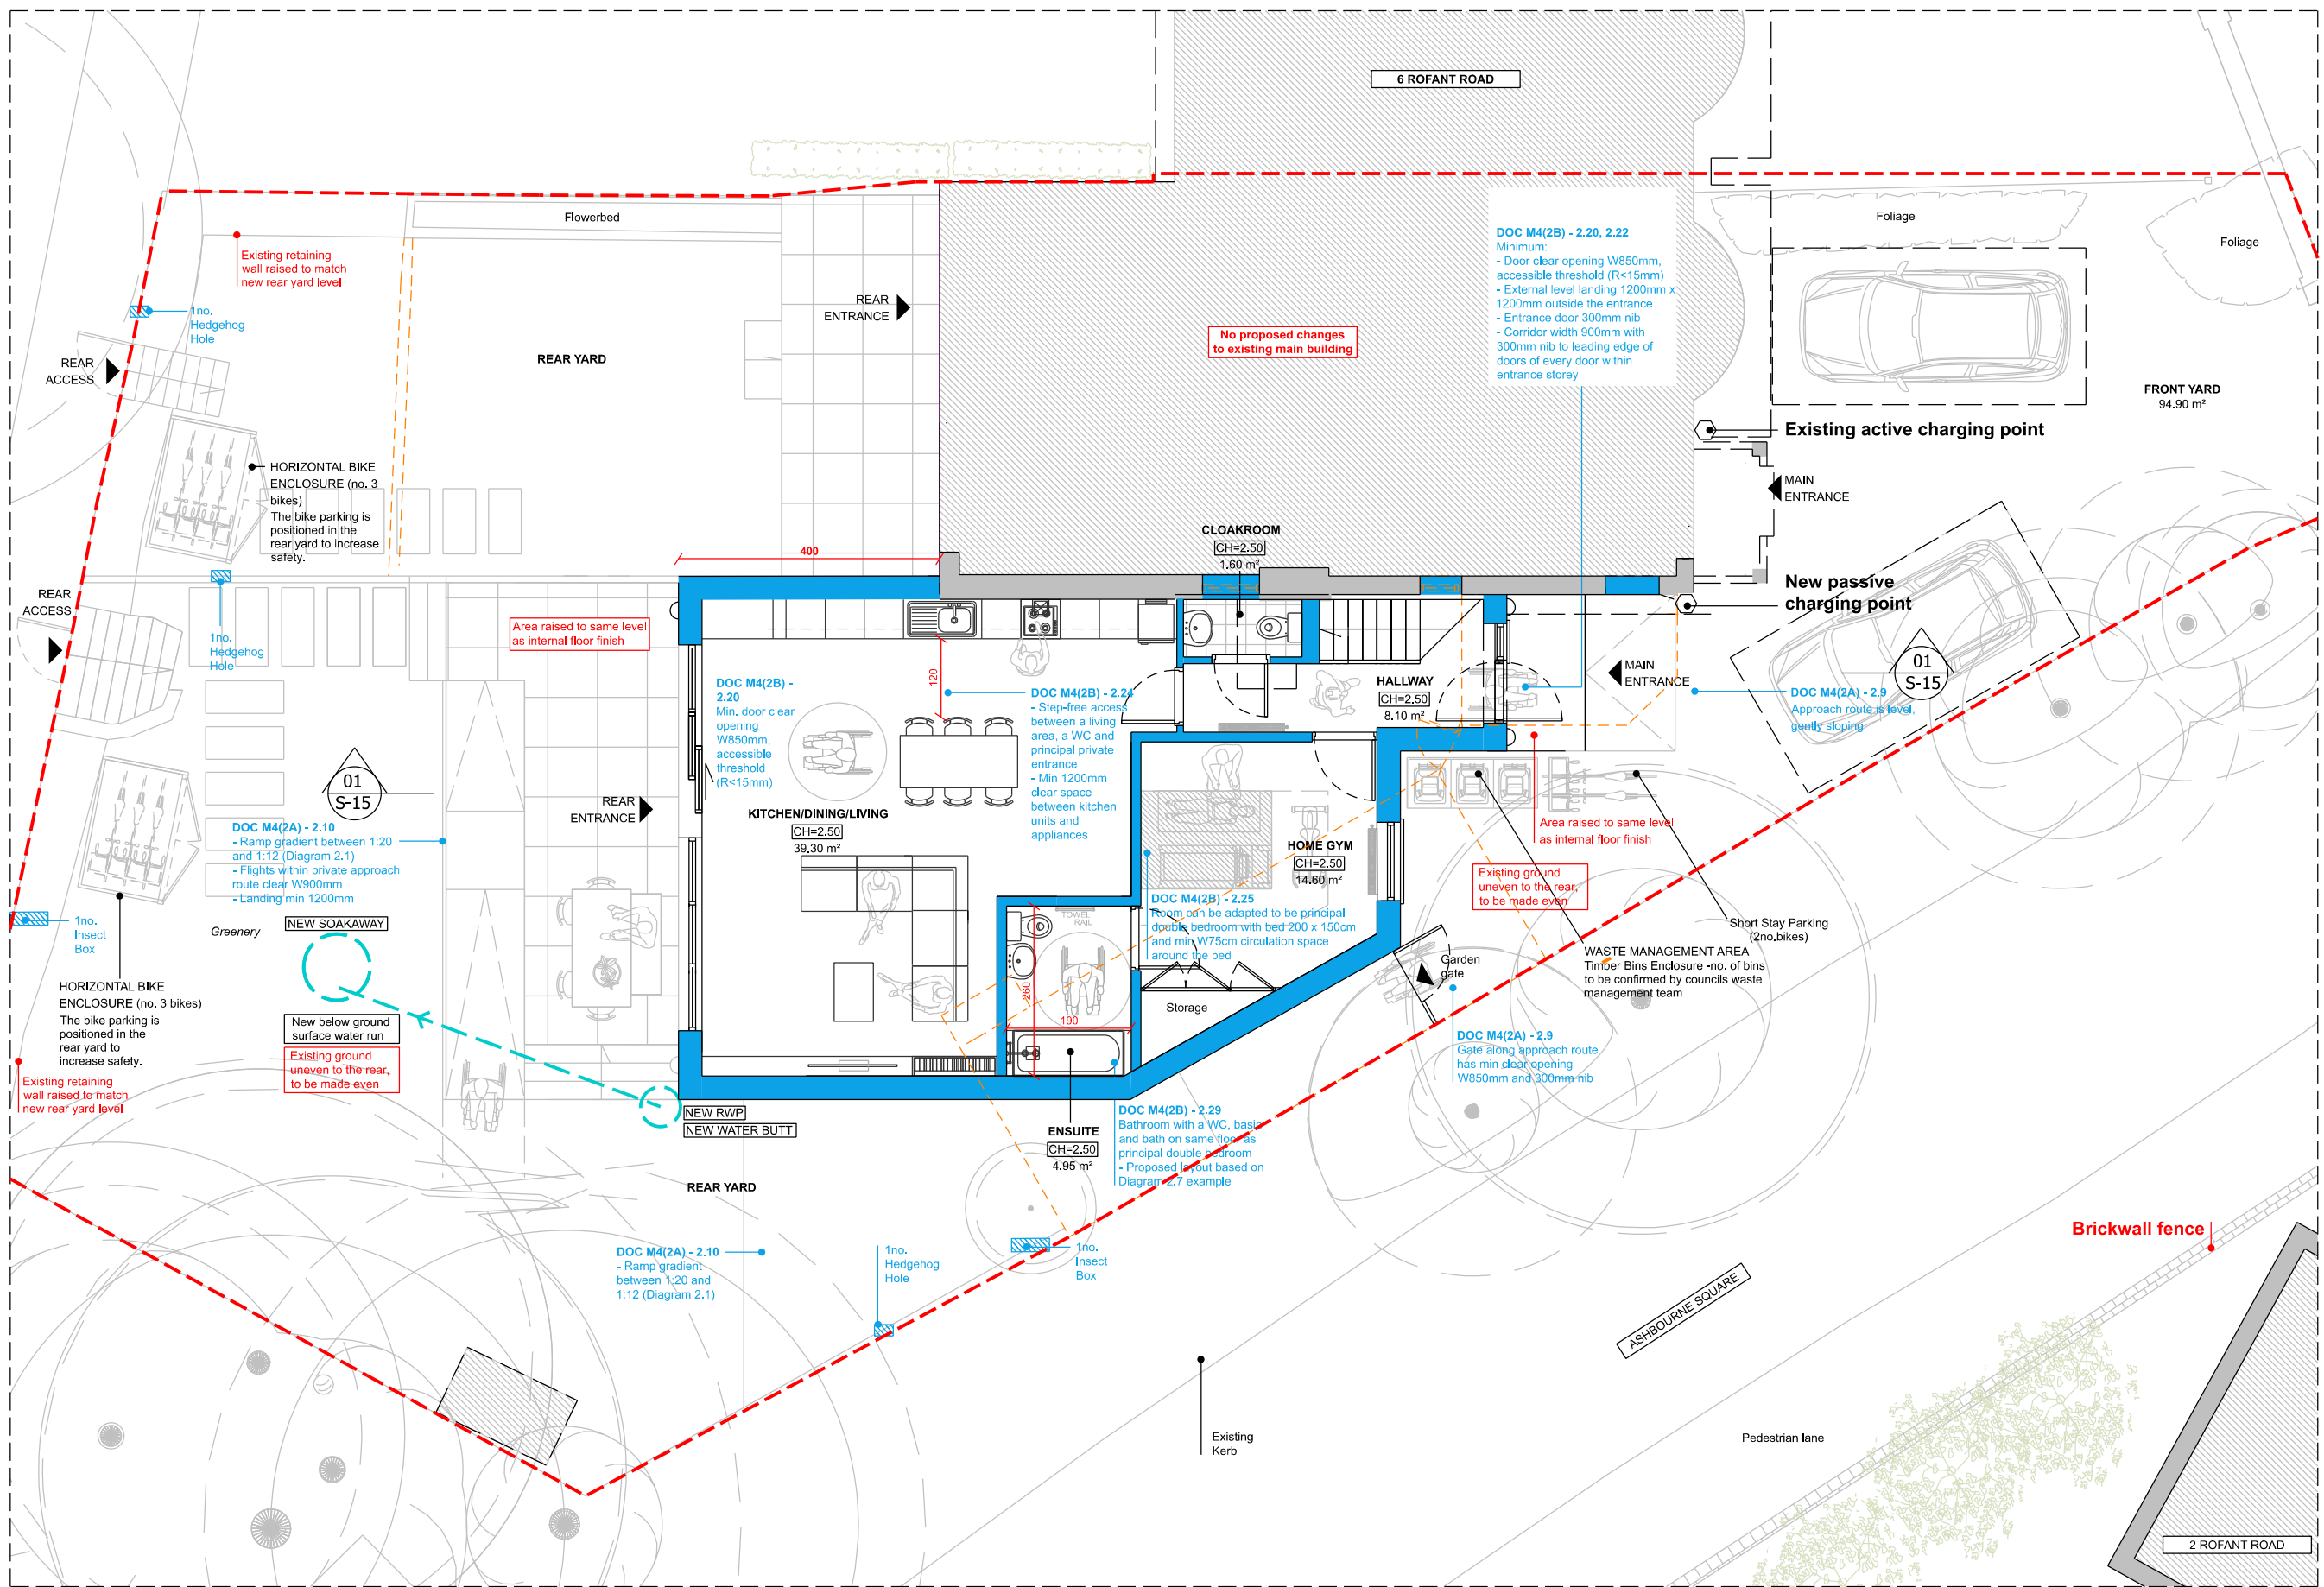 6 ROFANT ROAD
Flowerbed
Foliage
Foliage
Existing retaining
wall raised to match
new rear yard level
DOC M4(2B) - 2.20, 2.22
Minimum:
- Door clear opening W850mm,
accessible threshold (R<15mm)
- External level landing 1200mm x
1200mm outside the entrance
- Entrance door 300mm nib
- Corridor width 900mm with
300mm nib to leading edge of
doors of every door within
entrance storey
1no.
Hedgehog
Hole
REAR
ENTRANCE
No proposed changes
to existing main building
REAR
ACCESS
REAR YARD
FRONT YARD
94.90 m²
Existing active charging point
HORIZONTAL BIKE
ENCLOSURE (no. 3
bikes)
The bike parking is
positioned in the
rear yard to increase
safety.
MAIN
ENTRANCE
400
CLOAKROOM
CH=2.50
1.60 m²
New passive
charging point
REAR
ACCESS
1no.
Hedgehog
Hole
Area raised to same level
as internal floor finish
120
DOC M4(2B) -
2.20
Min. door clear
opening
W850mm,
accessible
threshold
(R<15mm)
DOC M4(2B) - 2.24
- Step-free access
between a living
area, a WC and
principal private
entrance
- Min 1200mm
clear space
between kitchen
units and
appliances
HALLWAY
CH=2.50
8.10 m²
MAIN
ENTRANCE
01
S-15
DOC M4(2A) - 2.9
Approach route is level,
gently sloping
01
S-15
REAR
ENTRANCE
KITCHEN/DINING/LIVING
CH=2.50
39.30 m²
DOC M4(2A) - 2.10
- Ramp gradient between 1:20
and 1:12 (Diagram 2.1)
- Flights within private approach
route clear W900mm
- Landing min 1200mm
HOME GYM
CH=2.50
14.60 m²
Area raised to same level
as internal floor finish
Existing ground
uneven to the rear,
to be made even
DOC M4(2B) - 2.25
Room can be adapted to be principal
double bedroom with bed 200 x 150cm
and min W75cm circulation space
around the bed
TOWEL
RAIL
Short Stay Parking
(2no.bikes)
1no.
Insect
Box
Greenery
NEW SOAKAWAY
WASTE MANAGEMENT AREA
Timber Bins Enclosure -no. of bins
to be confirmed by councils waste
management team
Garden
gate
HORIZONTAL BIKE
ENCLOSURE (no. 3 bikes)
The bike parking is
positioned in the
rear yard to
increase safety.
260
190
Storage
New below ground
surface water run
Existing ground
uneven to the rear,
to be made even
DOC M4(2A) - 2.9
Gate along approach route
has min clear opening
W850mm and 300mm nib
Existing retaining
wall raised to match
new rear yard level
NEW RWP
NEW WATER BUTT
ENSUITE
CH=2.50
4.95 m²
DOC M4(2B) - 2.29
Bathroom with a WC, basin
and bath on same floor as
principal double bedroom
- Proposed layout based on
Diagram 2.7 example
REAR YARD
DOC M4(2A) - 2.10
- Ramp gradient
between 1:20 and
1:12 (Diagram 2.1)
1no.
Hedgehog
Hole
1no.
Insect
Box
Brickwall fence
ASHBOURNE SQUARE
Existing
Kerb
Pedestrian lane
2 ROFANT ROAD